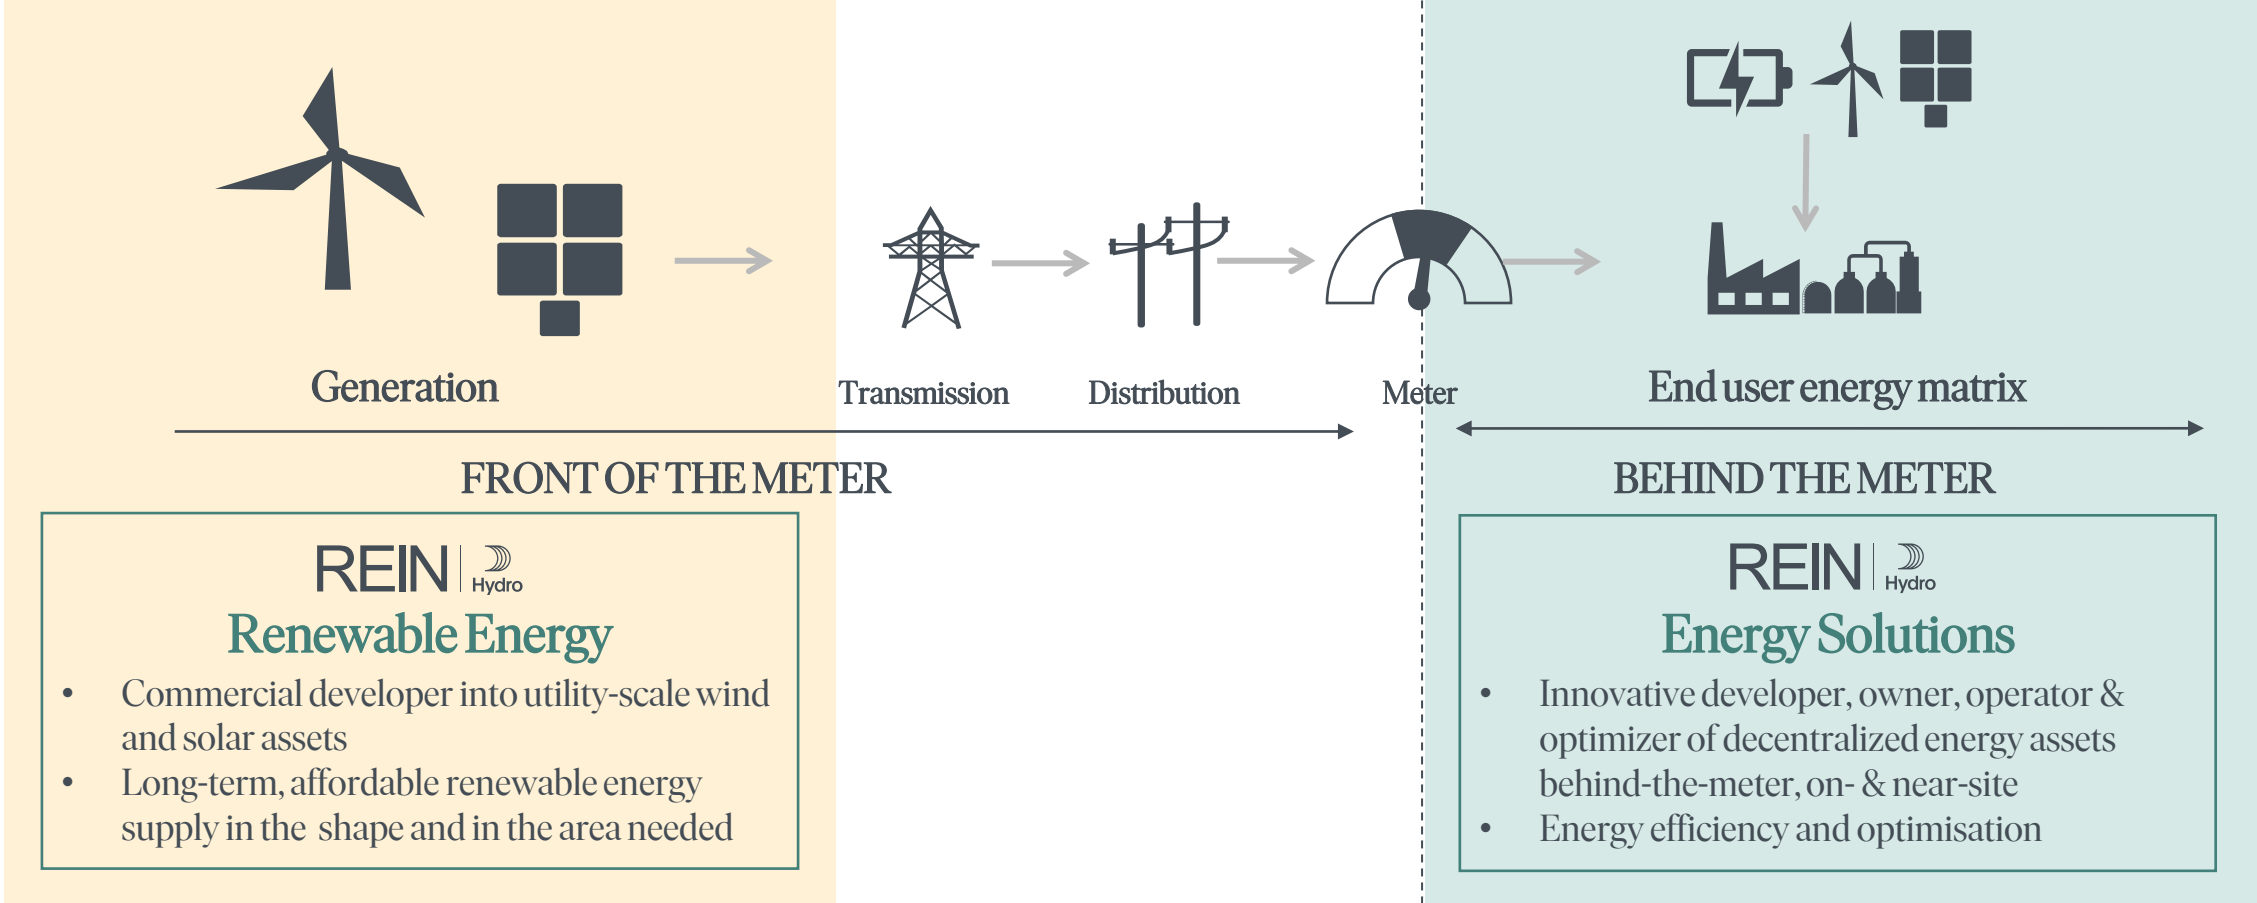 Generation
Transmission
Distribution
Meter
End user energy matrix
FRONT OF THE METER
BEHIND THE METER
REIN Hydro
Renewable Energy
• Commercial developer into utility-scale wind
and solar assets
• Long-term, affordable renewable energy
supply in the shape and in the area needed
REIN Hydro
Energy Solutions
• Innovative developer, owner, operator &
optimizer of decentralized energy assets
behind-the-meter, on- & near-site
• Energy efficiency and optimisation